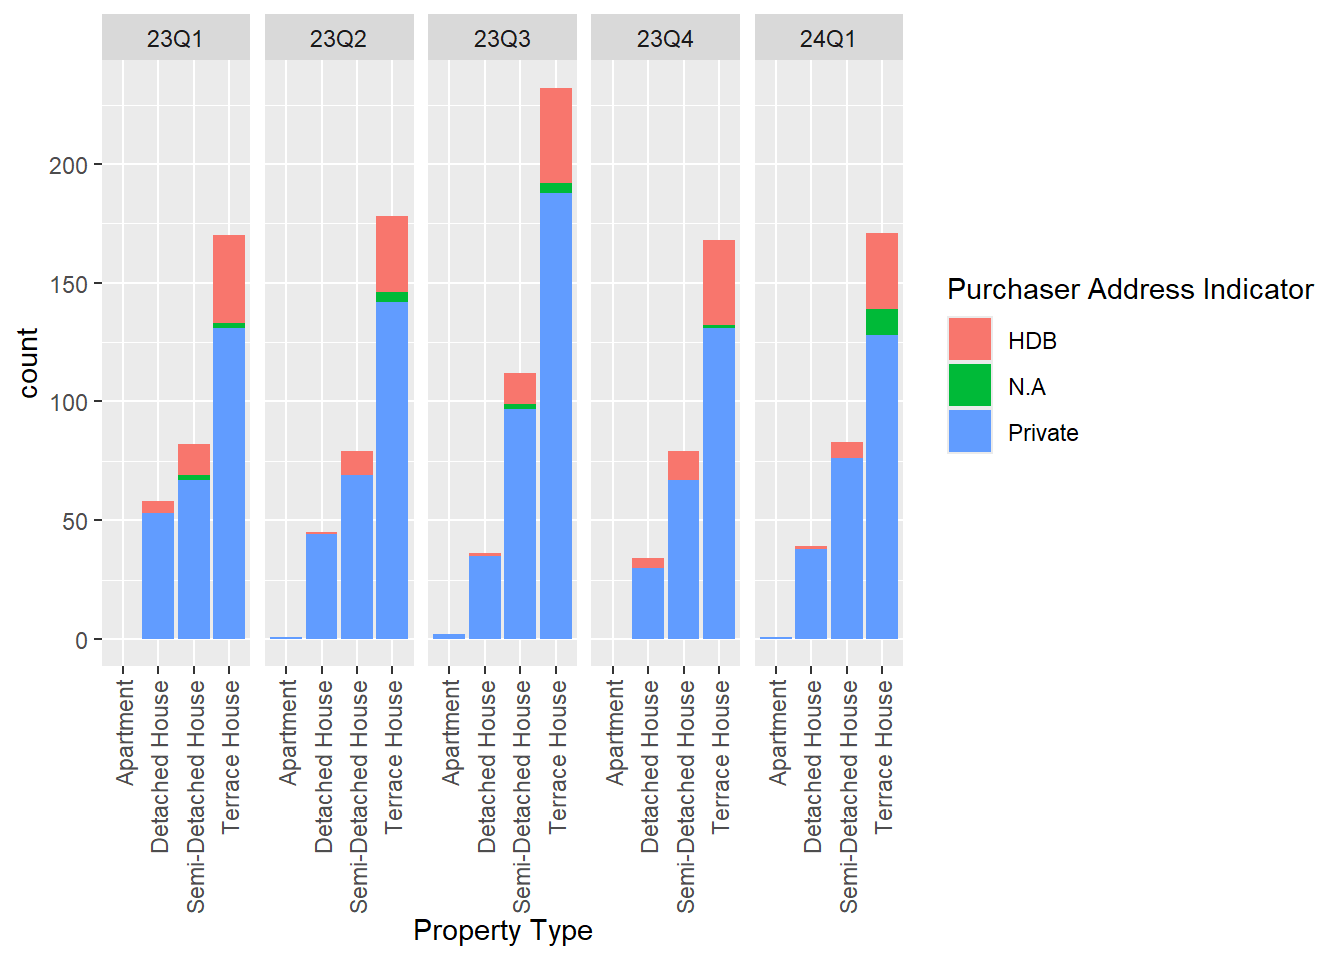 23Q1 23Q2 23Q3 23Q4 24Q1
200
150
100
50
0
count
Apartment
Detached House
Semi-Detached House
Terrace House
Apartment
Detached House
Semi-Detached House
Terrace House
Apartment
Detached House
Semi-Detached House
Terrace House
Apartment
Detached House
Semi-Detached House
Terrace House
Apartment
Detached House
Semi-Detached House
Terrace House
Property Type
Purchaser Address Indicator
HDB
N.A
Private